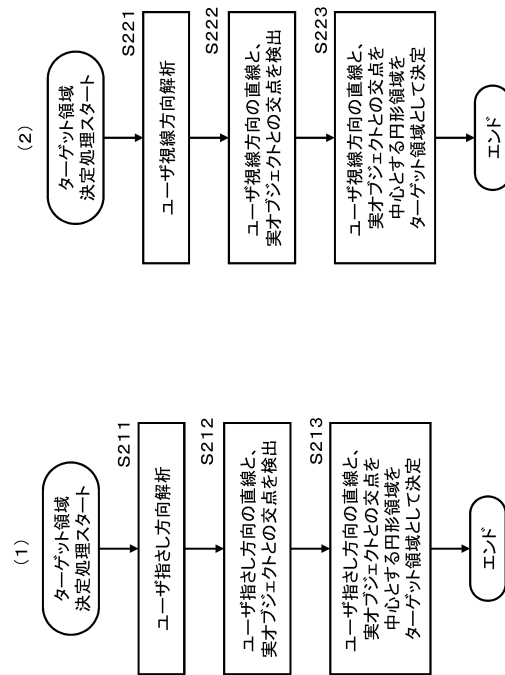 (1)
ターゲット領域
決定処理スタート
S211
ユーザ指さし方向解析
S212
ユーザ指さし方向の直線と、
実オブジェクトとの交点を検出
S213
ユーザ指さし方向の直線と、
実オブジェクトとの交点を
中心とする円形領域を
ターゲット領域として決定
エンド
(2)
ターゲット領域
決定処理スタート
S221
ユーザ視線方向解析
S222
ユーザ視線方向の直線と、
実オブジェクトとの交点を検出
S223
ユーザ視線方向の直線と、
実オブジェクトとの交点を
中心とする円形領域を
ターゲット領域として決定
エンド